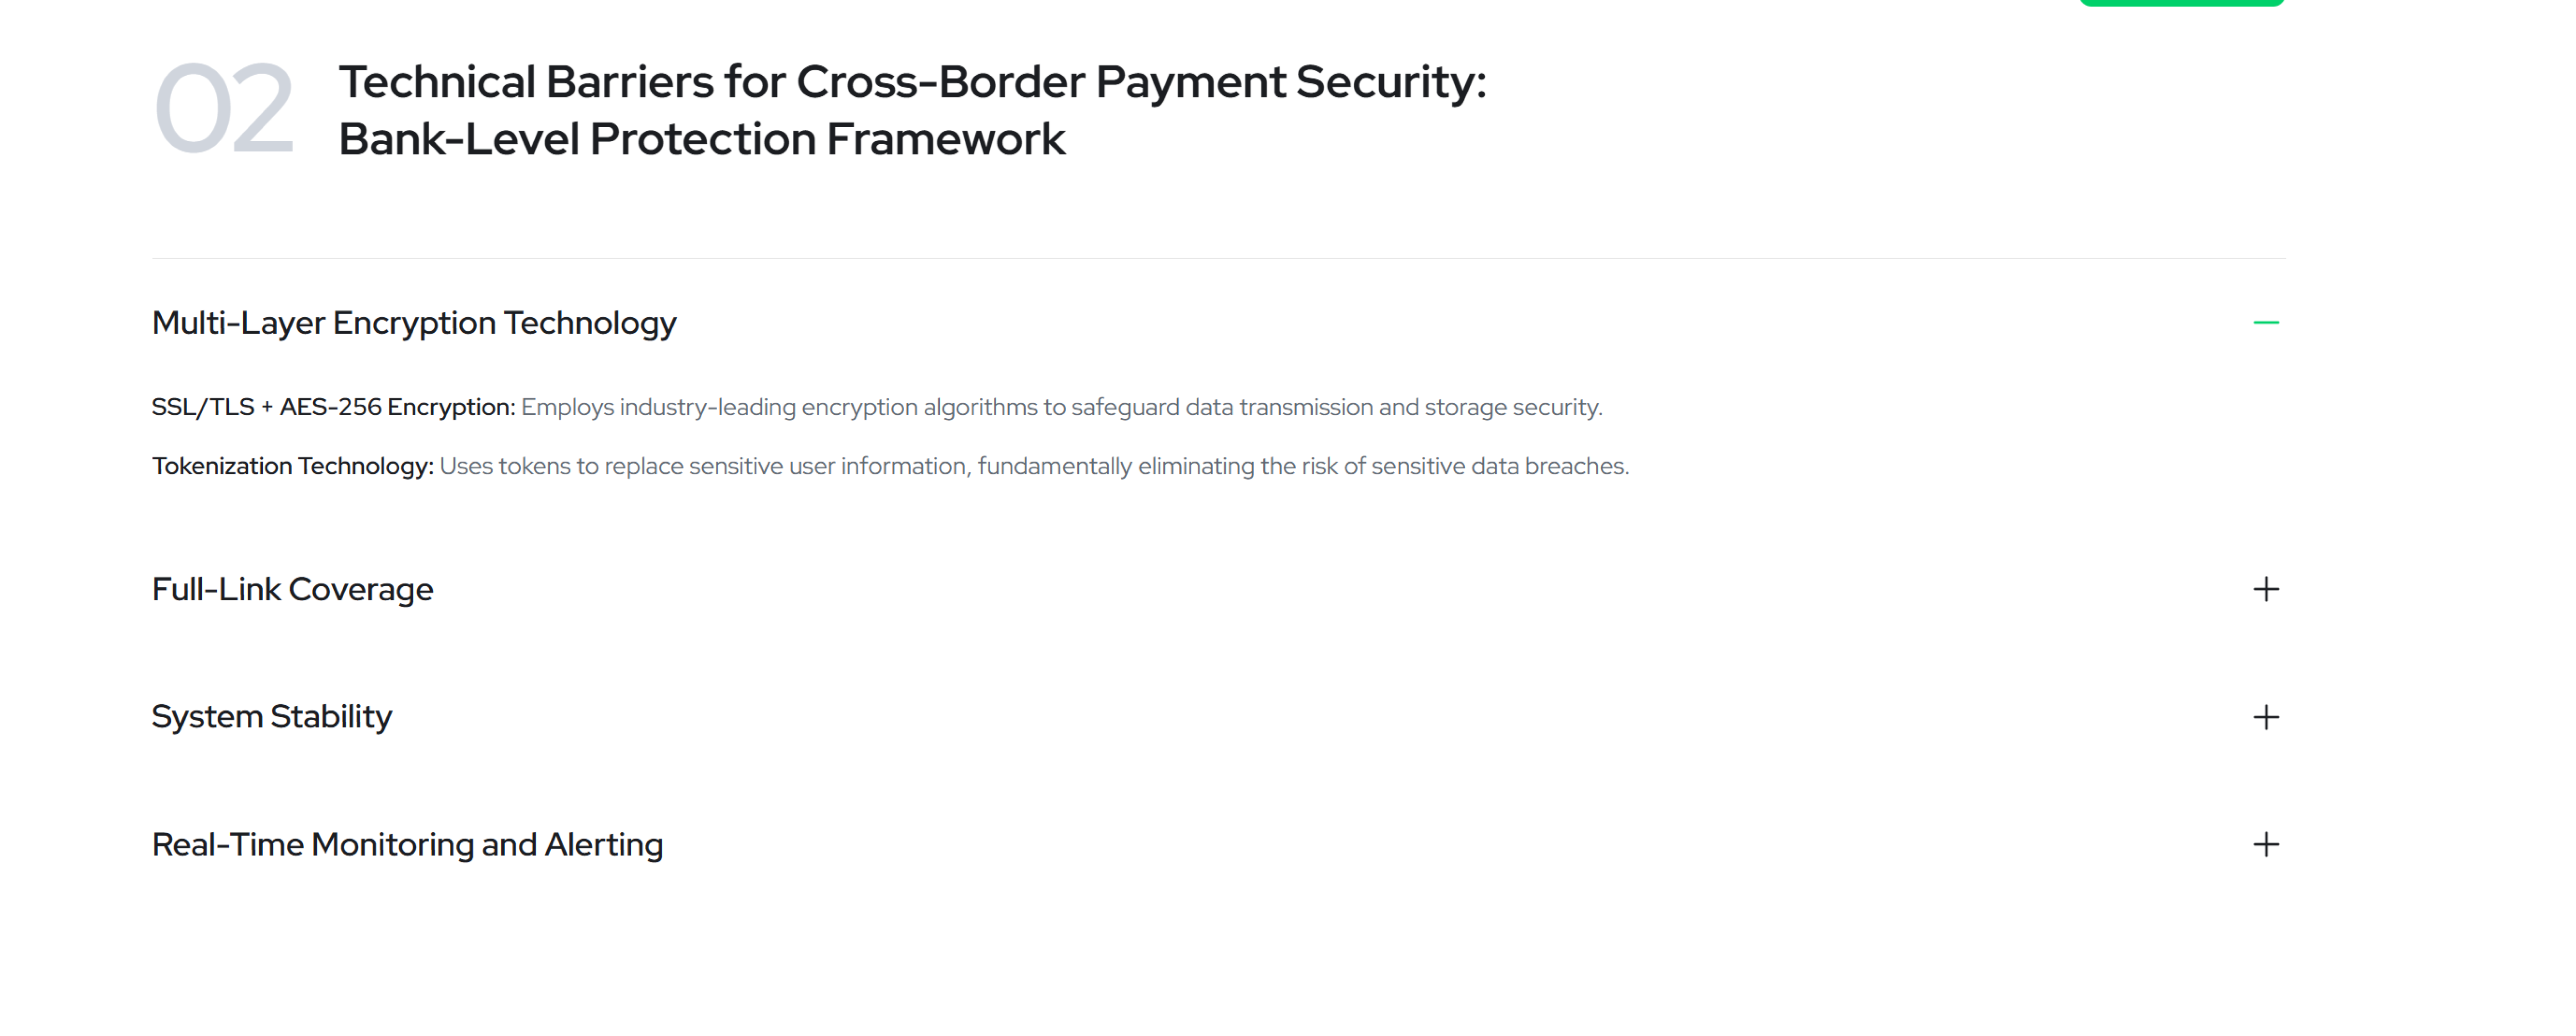 02
Technical Barriers for Cross-Border Payment Security:
Bank-Level Protection Framework
Multi-Layer Encryption Technology
SSL/TLS + AES-256 Encryption: Employs industry-leading encryption algorithms to safeguard data transmission and storage security.
Tokenization Technology: Uses tokens to replace sensitive user information, fundamentally eliminating the risk of sensitive data breaches.
Full-Link Coverage
System Stability
Real-Time Monitoring and Alerting